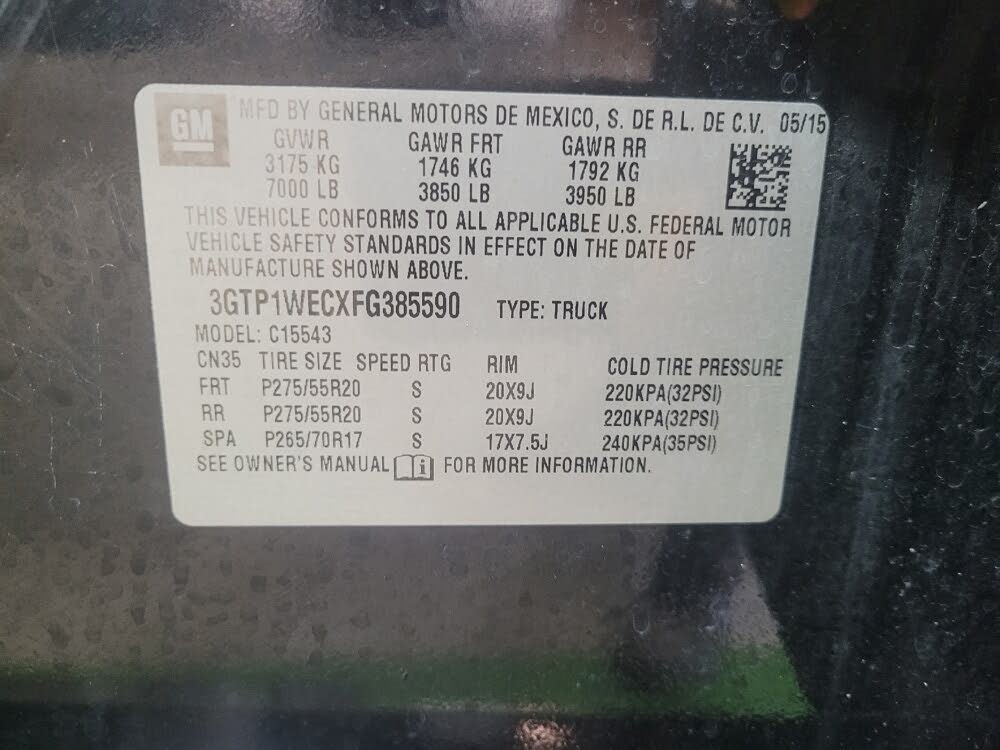 GM
MFD BY GENERAL MOTORS DE MEXICO, S. DE R.L. DE C.V. 05/15
GVWR GAWR FRT GAWR RR
3175 KG 1746 KG 1792 KG
7000 LB 3850 LB 3950 LB
THIS VEHICLE CONFORMS TO ALL APPLICABLE U.S. FEDERAL MOTOR
VEHICLE SAFETY STANDARDS IN EFFECT ON THE DATE OF
MANUFACTURE SHOWN ABOVE.
3GTP1WECXFG385590 TYPE: TRUCK
MODEL: C15543
CN35 TIRE SIZE SPEED RTG RIM COLD TIRE PRESSURE
FRT P275/55R20 S 20X9J 220KPA(32PSI)
RR P275/55R20 S 20X9J 220KPA(32PSI)
SPA P265/70R17 S 17X7.5J 240KPA(35PSI)
SEE OWNER'S MANUAL i FOR MORE INFORMATION.